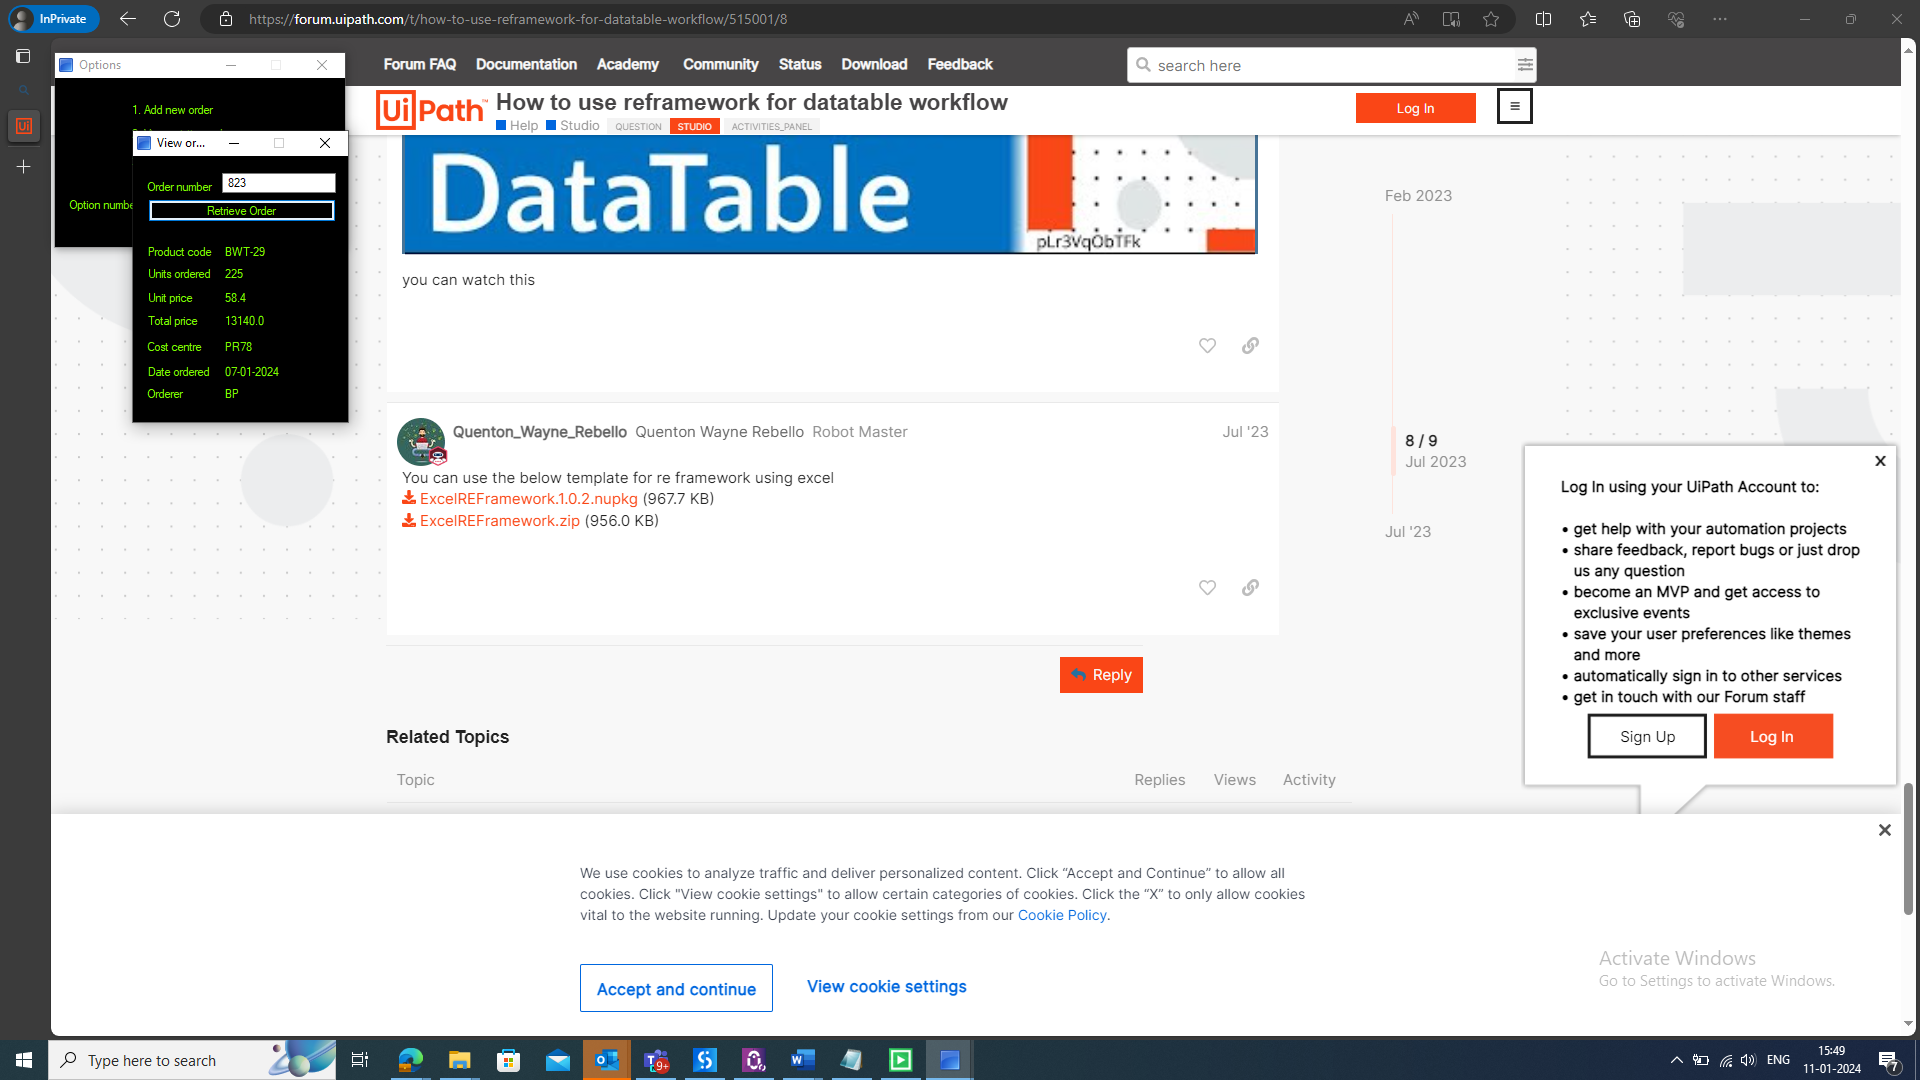 InPrivate
https://forum.uipath.com/t/how-to-use-reframework-for-datatable-workflow/515001/8
Options
1. Add new order
Option numbe
View or...
Order number 823
Retrieve Order
Product code BWT-29
Units ordered 225
Unit price 58.4
Total price 13140.0
Cost centre PR78
Date ordered 07-01-2024
Orderer BP
Forum FAQ Documentation Academy Community Status Download Feedback
search here
UiPath
How to use reframework for datatable workflow
Help Studio QUESTION STUDIO ACTIVITIES_PANEL
Log In
DataTable
pLr3VqObTFk
you can watch this
Quenton_Wayne_Rebello Quenton Wayne Rebello Robot Master Jul '23
You can use the below template for re framework using excel
ExcelREFramework.1.0.2.nupkg (967.7 KB)
ExcelREFramework.zip (956.0 KB)
Reply
Feb 2023
8 / 9
Jul 2023
Jul '23
X
Log In using your UiPath Account to:
• get help with your automation projects
• share feedback, report bugs or just drop
us any question
• become an MVP and get access to
exclusive events
• save your user preferences like themes
and more
• automatically sign in to other services
• get in touch with our Forum staff
Sign Up Log In
Related Topics
Topic Replies Views Activity
We use cookies to analyze traffic and deliver personalized content. Click “Accept and Continue” to allow all
cookies. Click "View cookie settings" to allow certain categories of cookies. Click the “X” to only allow cookies
vital to the website running. Update your cookie settings from our Cookie Policy.
Accept and continue View cookie settings
Activate Windows
Go to Settings to activate Windows.
Type here to search
9+
ENG
15:49
11-01-2024
7